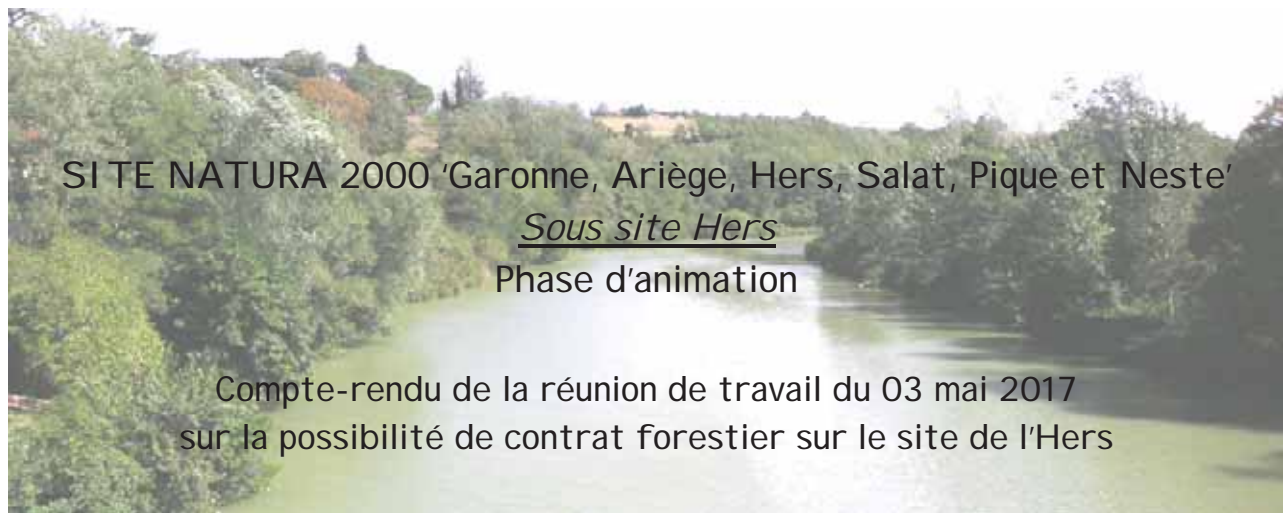 SITE NATURA 2000 ‘Garonne, Ariège, Hers, Salat, Pique et Neste’
Sous site Hers
Phase d’animation
Compte-rendu de la réunion de travail du 03 mai 2017
sur la possibilité de contrat forestier sur le site de l’Hers